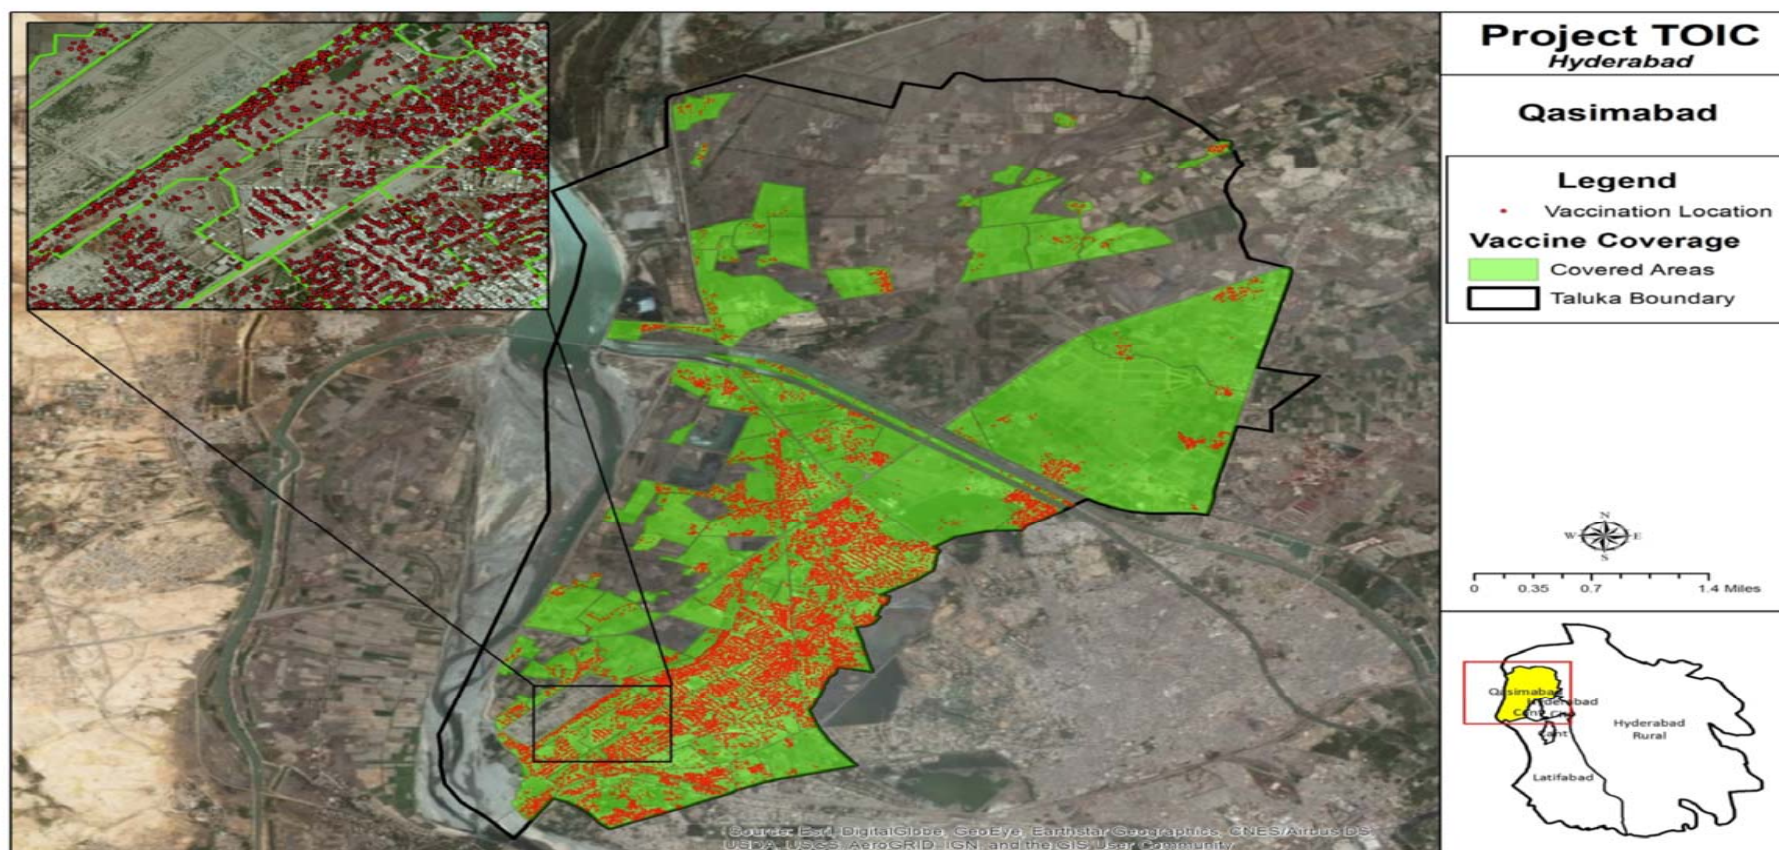 Project TOIC
Hyderabad
Qasimabad
Legend
Vaccination Location
Vaccine Coverage
Covered Areas
Taluka Boundary
N
W E
S
0 0.35 0.7 1.4 Miles
Qasimabad
Hyderabad
City
Cant
Hyderabad
Rural
Latifabad
Source: Esri, DigitalGlobe, GeoEye, Earthstar Geographics, CNES/Airbus DS,
USDA, USGS, AeroGRID, IGN, and the GIS User Community